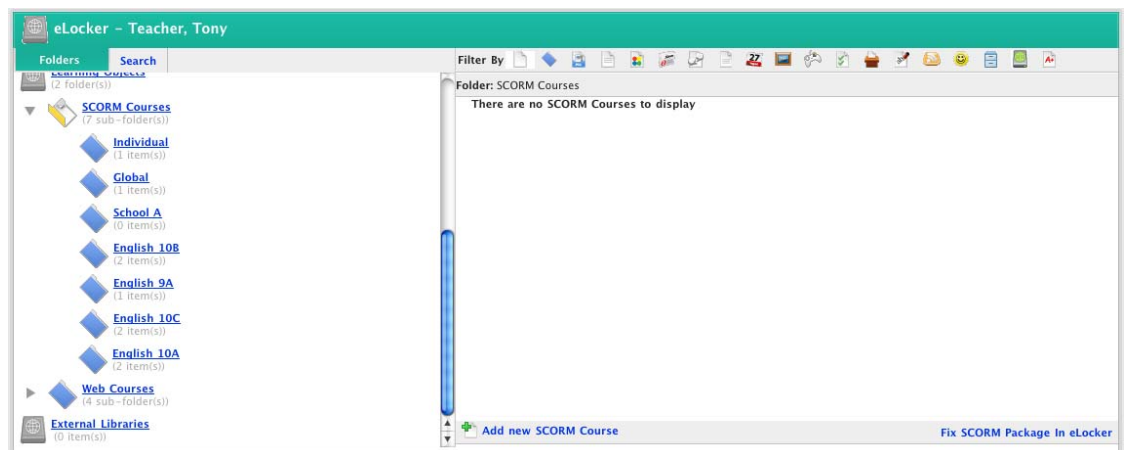 eLocker – Teacher, Tony
Folders
Search
Filter By
27
A+
Learning Objects
(2 folder(s))
SCORM Courses
(7 sub-folder(s))
Individual
(1 item(s))
Global
(1 item(s))
School A
(0 item(s))
English 10B
(2 item(s))
English 9A
(1 item(s))
English 10C
(2 item(s))
English 10A
(2 item(s))
Web Courses
(4 sub-folder(s))
External Libraries
(0 item(s))
Folder: SCORM Courses
There are no SCORM Courses to display
Add new SCORM Course
Fix SCORM Package In eLocker